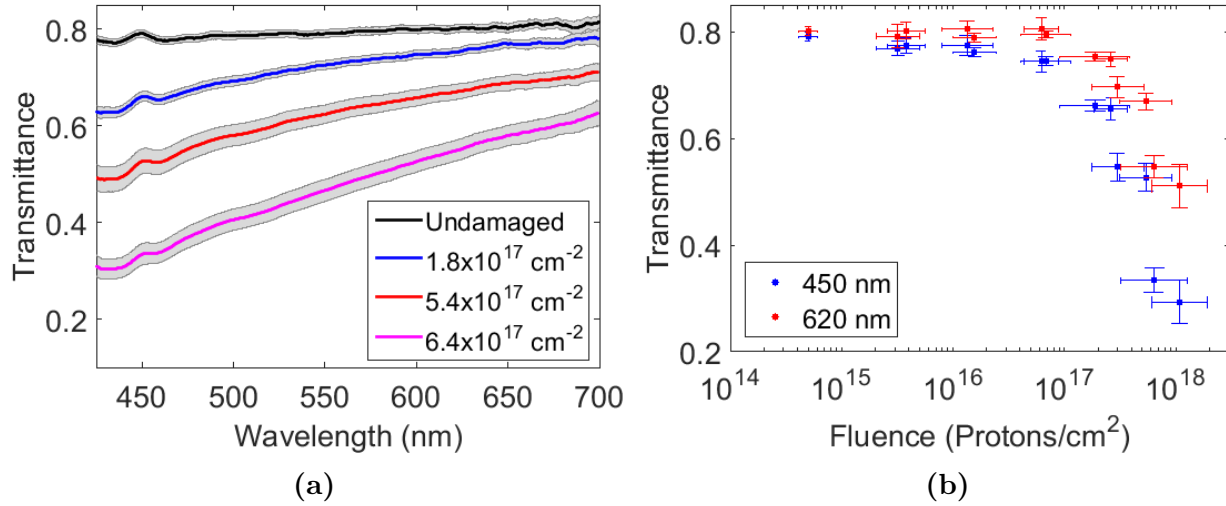 0.8
0.6
0.4
0.2
Transmittance
Undamaged
1.8x10^17 cm^-2
5.4x10^17 cm^-2
6.4x10^17 cm^-2
450 500 550 600 650 700
Wavelength (nm)
(a)
1.0
0.8
0.6
0.4
0.2
Transmittance
450 nm
620 nm
10^14 10^15 10^16 10^17 10^18
Fluence (Protons/cm^2)
(b)